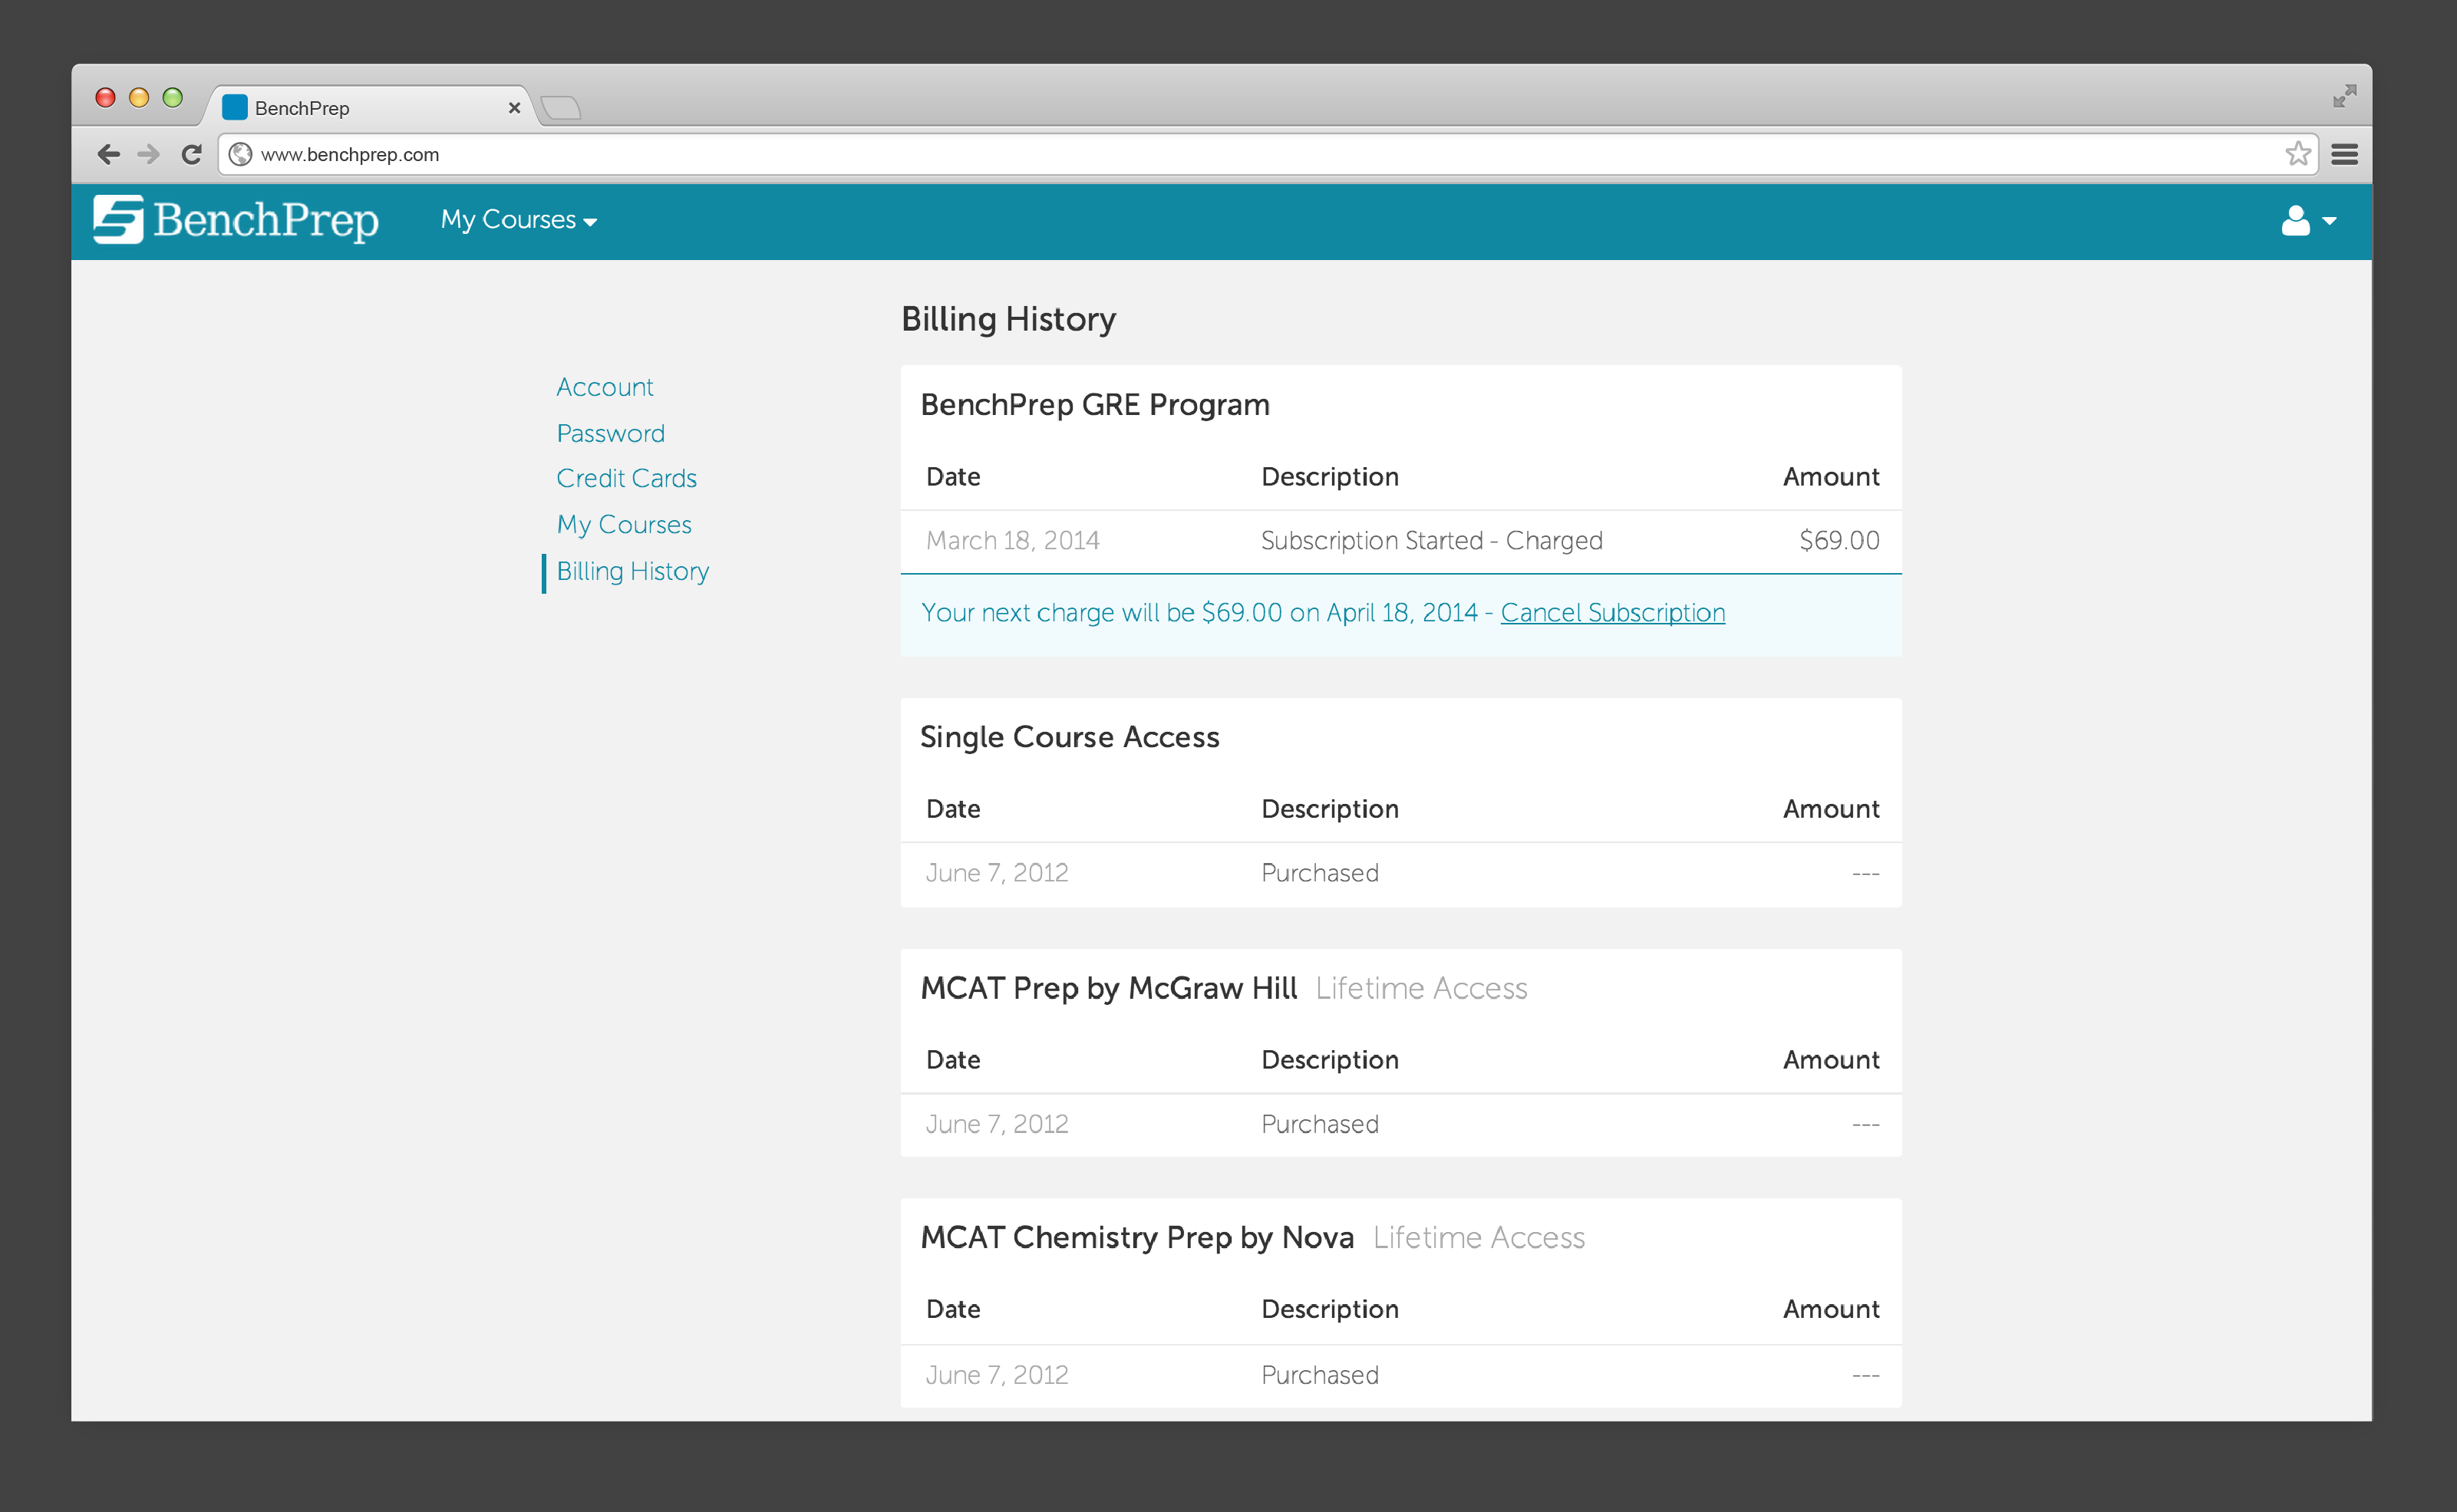 BenchPrep
www.benchprep.com
BenchPrep
My Courses
Billing History
Account
Password
Credit Cards
My Courses
Billing History
BenchPrep GRE Program
Date Description Amount
March 18, 2014 Subscription Started - Charged $69.00
Your next charge will be $69.00 on April 18, 2014 - Cancel Subscription
Single Course Access
Date Description Amount
June 7, 2012 Purchased ---
MCAT Prep by McGraw Hill Lifetime Access
Date Description Amount
June 7, 2012 Purchased ---
MCAT Chemistry Prep by Nova Lifetime Access
Date Description Amount
June 7, 2012 Purchased ---